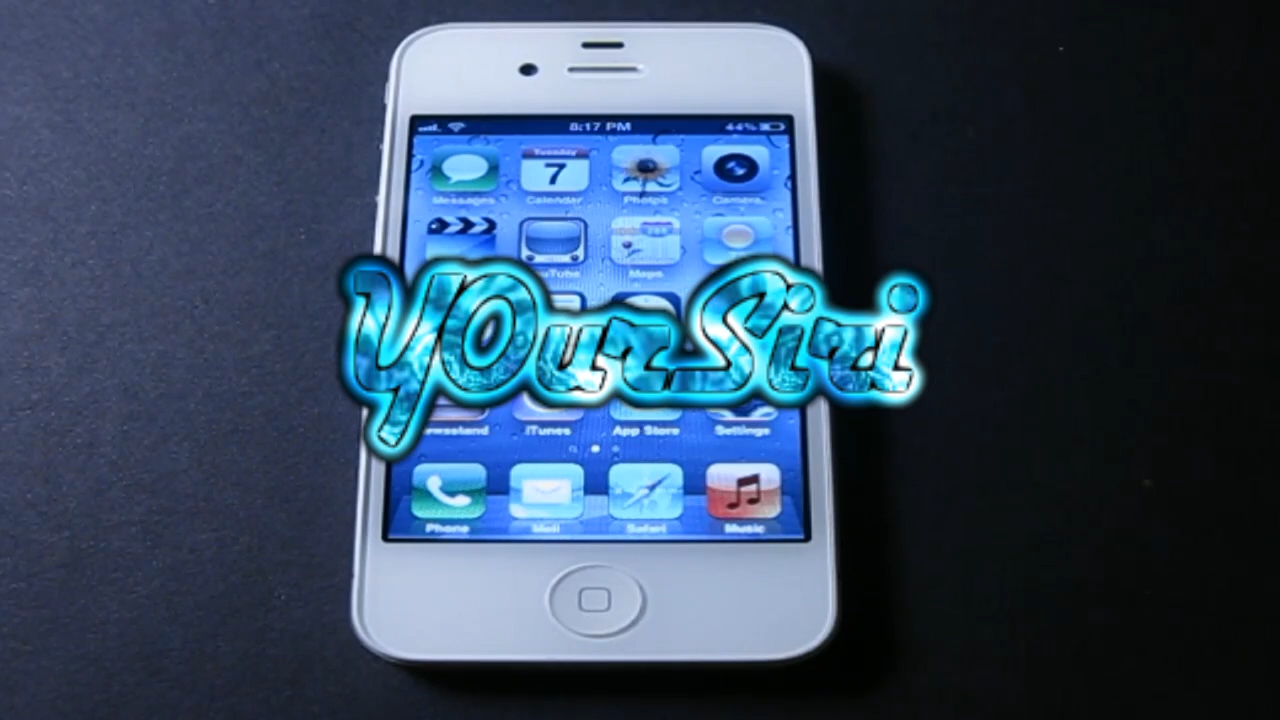 8:17 PM 44%
Tuesday
7
Messages Calendar Photos Camera
Maps
YOurSiri
iTunes App Store Settings
Phone Mail Safari Music